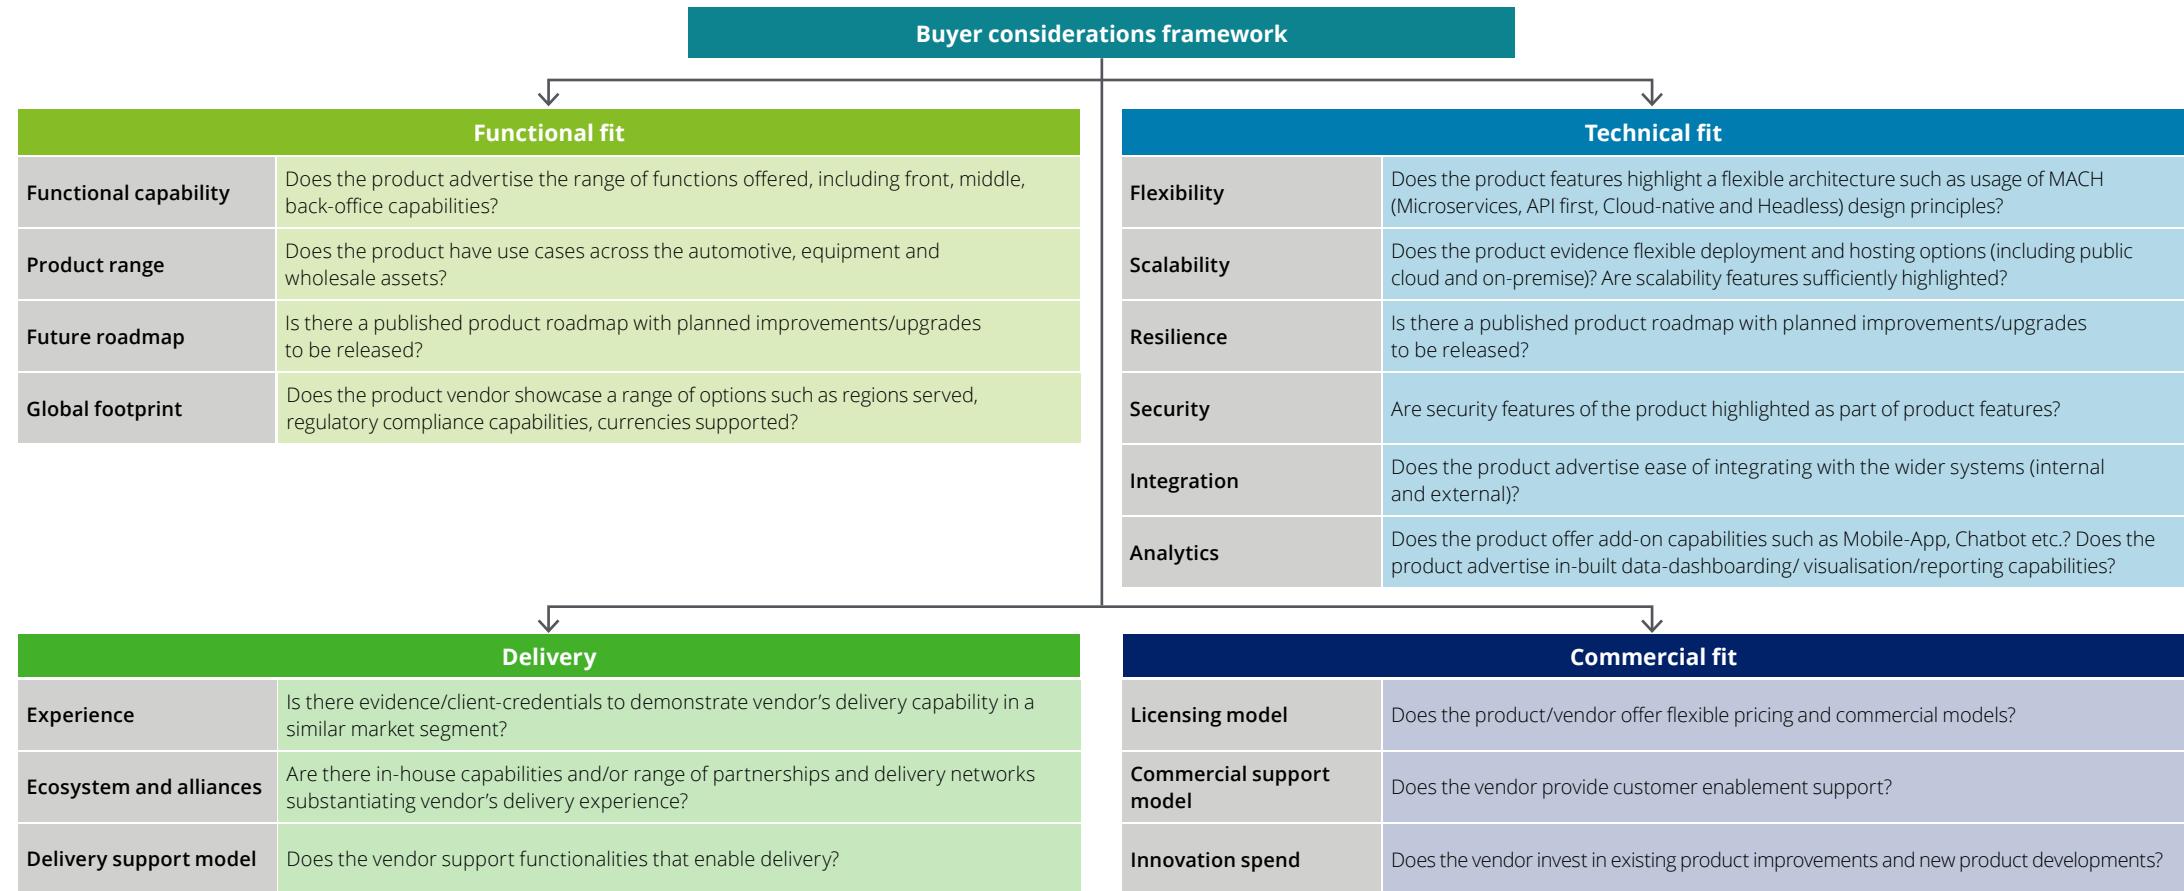 Buyer considerations framework
Functional fit
Functional capability
Does the product advertise the range of functions offered, including front, middle,
back-office capabilities?
Product range
Does the product have use cases across the automotive, equipment and
wholesale assets?
Future roadmap
Is there a published product roadmap with planned improvements/upgrades
to be released?
Global footprint
Does the product vendor showcase a range of options such as regions served,
regulatory compliance capabilities, currencies supported?
Technical fit
Flexibility
Does the product features highlight a flexible architecture such as usage of MACH
(Microservices, API first, Cloud-native and Headless) design principles?
Scalability
Does the product evidence flexible deployment and hosting options (including public
cloud and on-premise)? Are scalability features sufficiently highlighted?
Resilience
Is there a published product roadmap with planned improvements/upgrades
to be released?
Security
Are security features of the product highlighted as part of product features?
Integration
Does the product advertise ease of integrating with the wider systems (internal
and external)?
Analytics
Does the product offer add-on capabilities such as Mobile-App, Chatbot etc.? Does the
product advertise in-built data-dashboarding/ visualisation/reporting capabilities?
Delivery
Experience
Is there evidence/client-credentials to demonstrate vendor's delivery capability in a
similar market segment?
Ecosystem and alliances
Are there in-house capabilities and/or range of partnerships and delivery networks
substantiating vendor's delivery experience?
Delivery support model
Does the vendor support functionalities that enable delivery?
Commercial fit
Licensing model
Does the product/vendor offer flexible pricing and commercial models?
Commercial support
model
Does the vendor provide customer enablement support?
Innovation spend
Does the vendor invest in existing product improvements and new product developments?